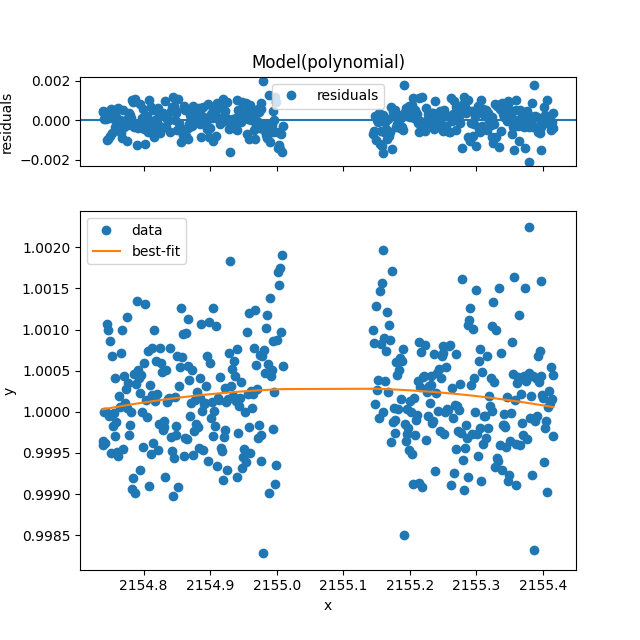 Model(polynomial)
residuals
0.002
0.000
−0.002
residuals
y
1.0020
1.0015
1.0010
1.0005
1.0000
0.9995
0.9990
0.9985
data
best-fit
2154.8 2154.9 2155.0 2155.1 2155.2 2155.3 2155.4
x